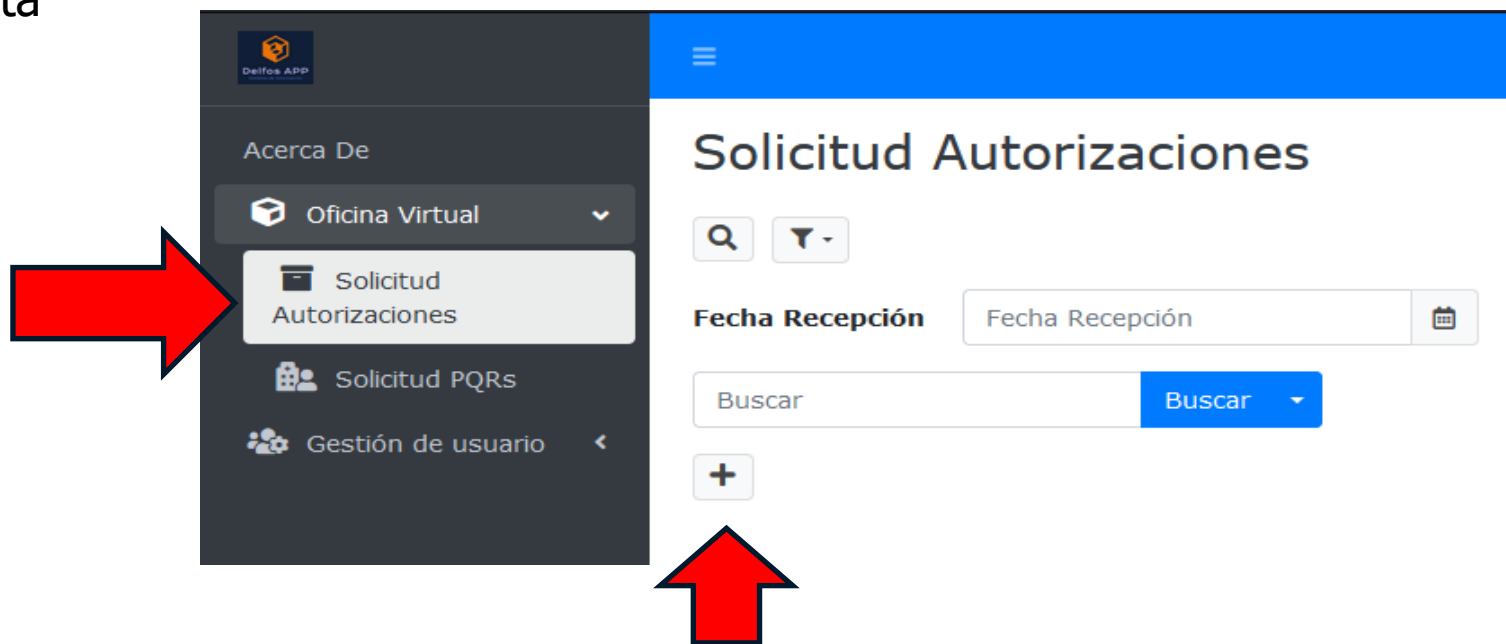 ta
Delfos APP
Acerca De
Oficina Virtual
Solicitud
Autorizaciones
Solicitud PQRs
Gestión de usuario
Solicitud Autorizaciones
Fecha Recepción Fecha Recepción
Buscar Buscar